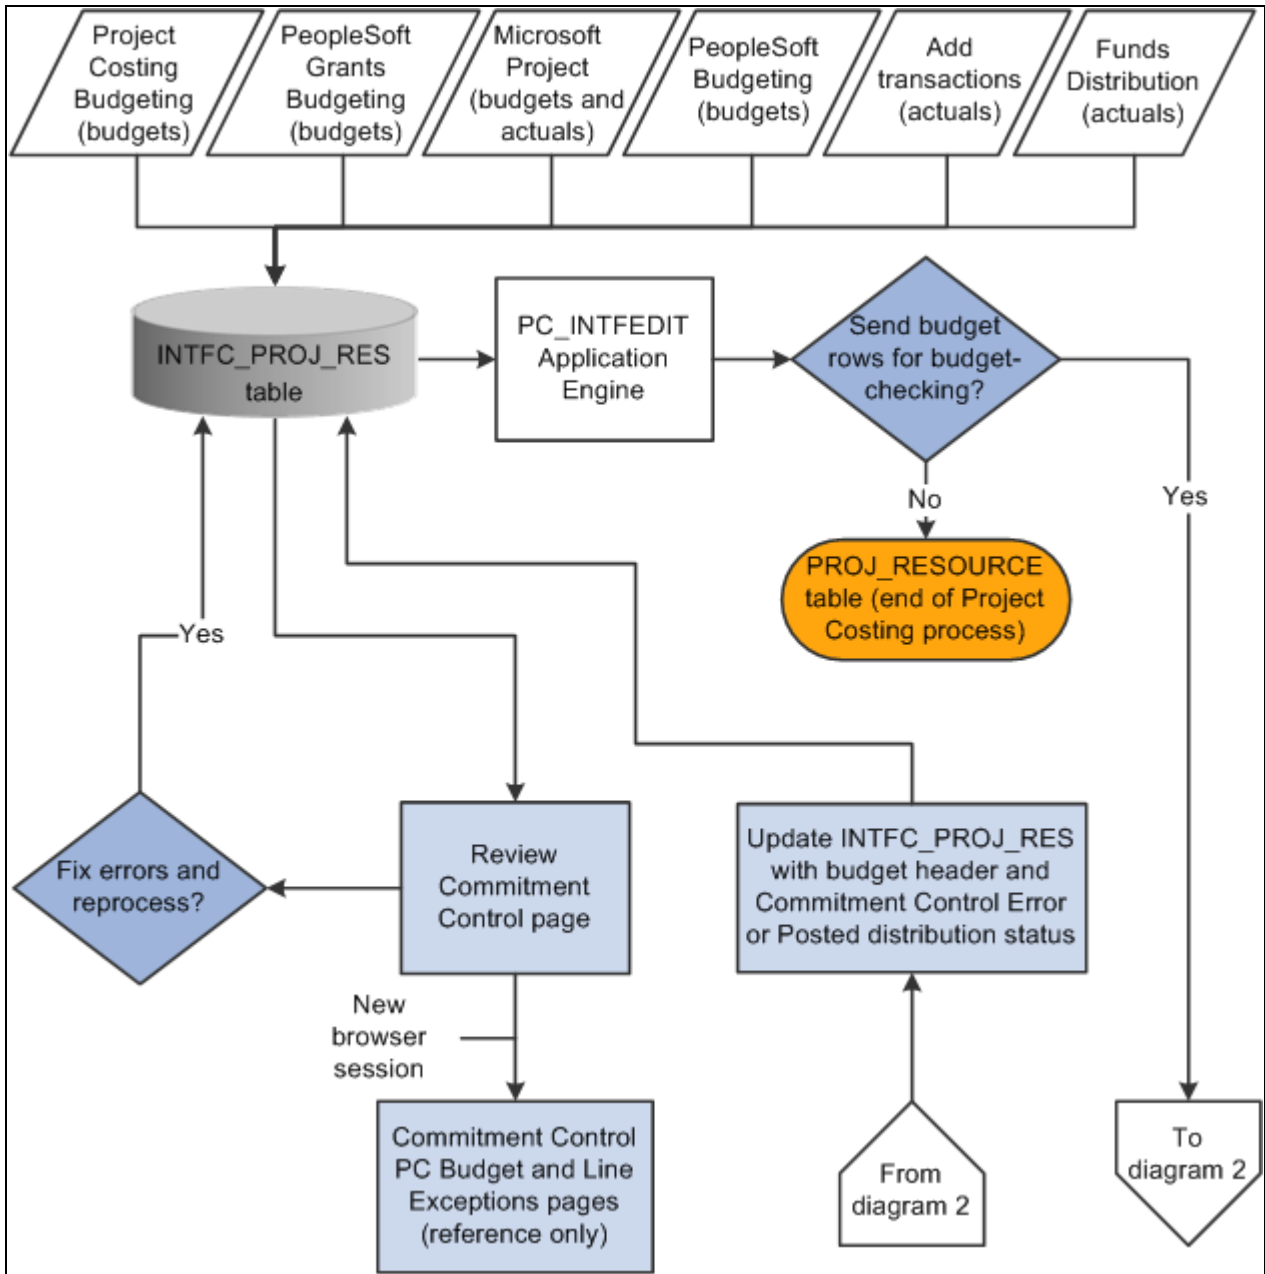 Project
Costing
Budgeting
(budgets)
PeopleSoft
Grants
Budgeting
(budgets)
Microsoft
Project
(budgets and
actuals)
PeopleSoft
Budgeting
(budgets)
Add
transactions
(actuals)
Funds
Distribution
(actuals)
INTFC_PROJ_RES
table
PC_INTFEDIT
Application
Engine
Send budget
rows for budget-
checking?
No
Yes
PROJ_RESOURCE
table (end of Project
Costing process)
Yes
Fix errors and
reprocess?
Review
Commitment
Control page
Update INTFC_PROJ_RES
with budget header and
Commitment Control Error
or Posted distribution status
New
browser
session
Commitment Control
PC Budget and Line
Exceptions pages
(reference only)
From
diagram 2
To
diagram 2